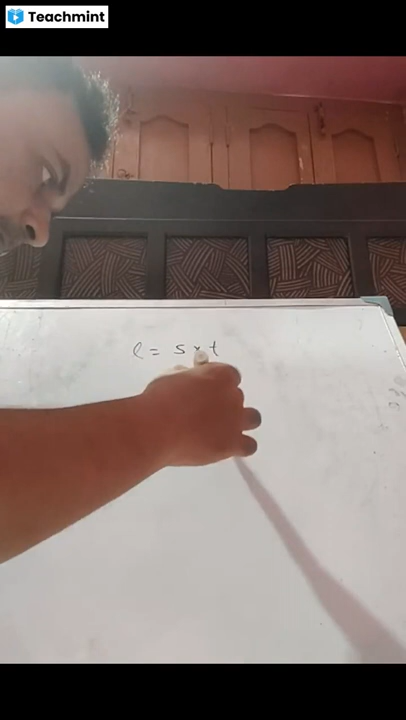 Teachmint
l = s × t